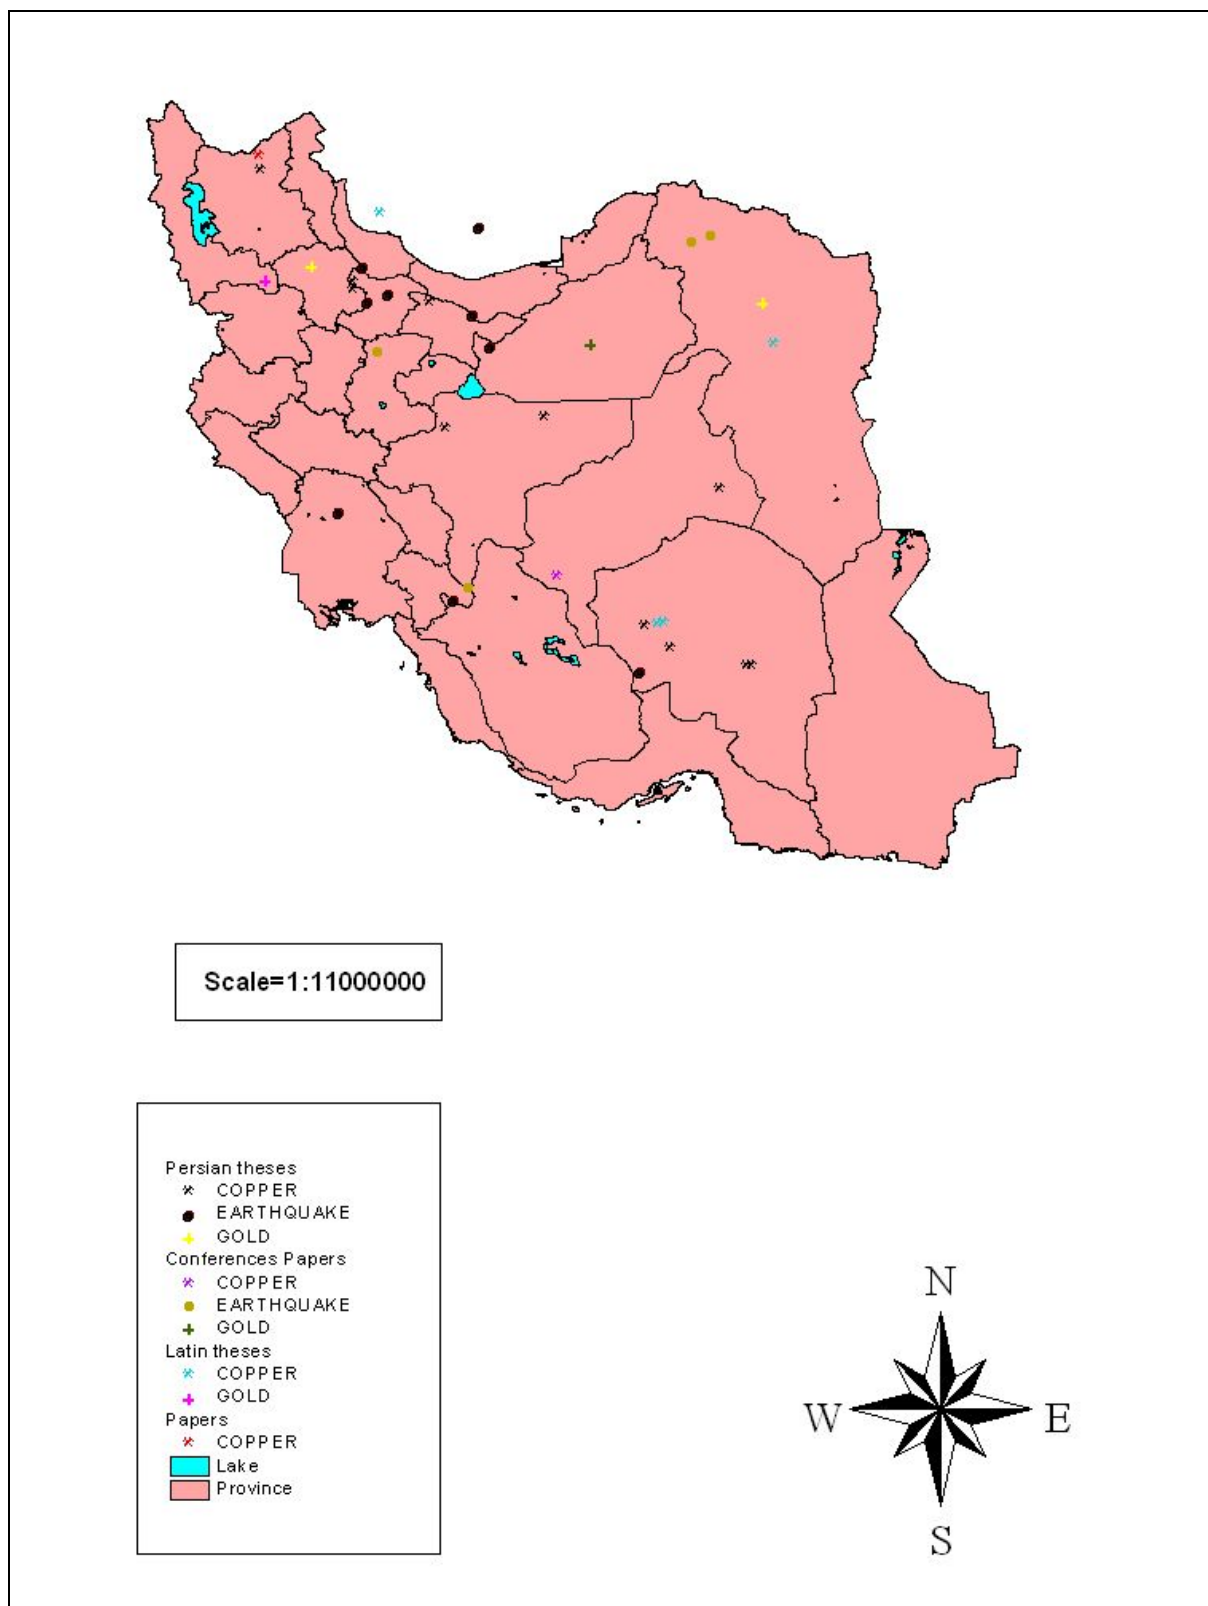 Scale=1:11000000
Persian theses
COPPER
EARTHQUAKE
GOLD
Conferences Papers
COPPER
EARTHQUAKE
GOLD
Latin theses
COPPER
GOLD
Papers
COPPER
Lake
Province
N
W E
S